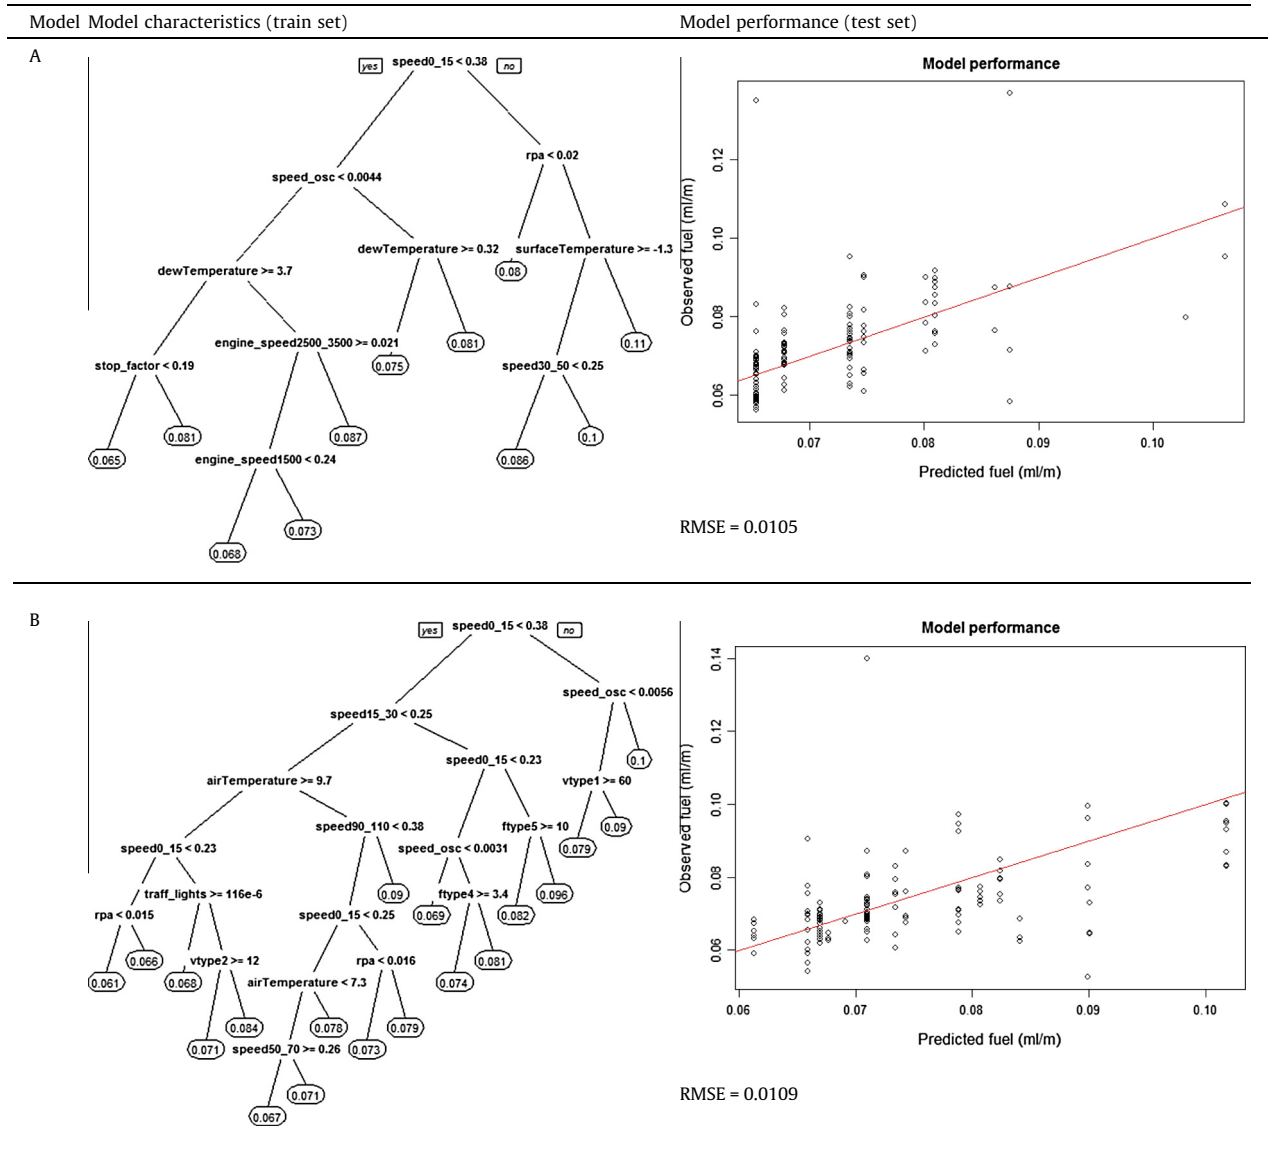 Model Model characteristics (train set) Model performance (test set)
A
yes speed0_15 < 0.38 no
rpa < 0.02
speed_osc < 0.0044
dewTemperature >= 0.32 surfaceTemperature >= -1.3
0.08
dewTemperature >= 3.7
engine_speed2500_3500 >= 0.021
0.081
0.11
stop_factor < 0.19
0.075
speed30_50 < 0.25
0.081
0.087
0.1
0.065
engine_speed1500 < 0.24
0.086
0.073
0.068
Model performance
Observed fuel (ml/m)
0.12
0.10
0.08
0.06
0.07 0.08 0.09 0.10
Predicted fuel (ml/m)
RMSE = 0.0105
B
yes speed0_15 < 0.38 no
speed_osc < 0.0056
speed15_30 < 0.25
speed0_15 < 0.23
0.1
airTemperature >= 9.7
vtype1 >= 60
speed90_110 < 0.38
ftype5 >= 10
0.09
speed0_15 < 0.23
speed_osc < 0.0031
0.079
traff_lights >= 116e-6
0.09
ftype4 >= 3.4
0.096
rpa < 0.015
speed0_15 < 0.25
0.069
0.082
0.066
vtype2 >= 12
rpa < 0.016
0.081
0.061
0.068
airTemperature < 7.3
0.074
0.084
0.078
0.079
0.071
speed50_70 >= 0.26
0.073
0.071
0.067
Model performance
Observed fuel (ml/m)
0.14
0.12
0.10
0.08
0.06
0.06 0.07 0.08 0.09 0.10
Predicted fuel (ml/m)
RMSE = 0.0109